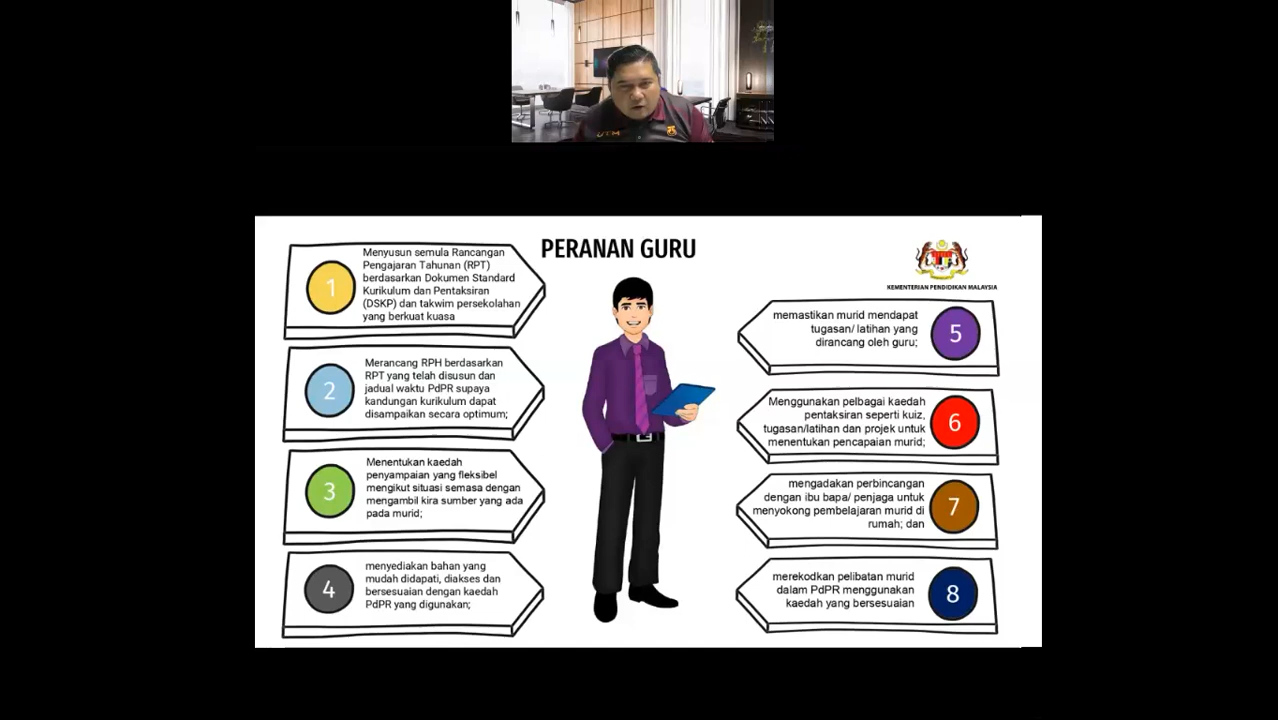 UTM
PERANAN GURU
KEMENTERIAN PENDIDIKAN MALAYSIA
1
Menyusun semula Rancangan
Pengajaran Tahunan (RPT)
berdasarkan Dokumen Standard
Kurikulum dan Pentaksiran
(DSKP) dan takwim persekolahan
yang berkuat kuasa
2
Merancang RPH berdasarkan
RPT yang telah disusun dan
jadual waktu PdPR supaya
kandungan kurikulum dapat
disampaikan secara optimum;
3
Menentukan kaedah
penyampaian yang fleksibel
mengikut situasi semasa dengan
mengambil kira sumber yang ada
pada murid;
4
menyediakan bahan yang
mudah didapati, diakses dan
bersesuaian dengan kaedah
PdPR yang digunakan;
memastikan murid mendapat
tugasan/ latihan yang
dirancang oleh guru;
5
Menggunakan pelbagai kaedah
pentaksiran seperti kuiz,
tugasan/latihan dan projek untuk
menentukan pencapaian murid;
6
mengadakan perbincangan
dengan ibu bapa/ penjaga untuk
menyokong pembelajaran murid di
rumah; dan
7
merekodkan pelibatan murid
dalam PdPR menggunakan
kaedah yang bersesuaian
8